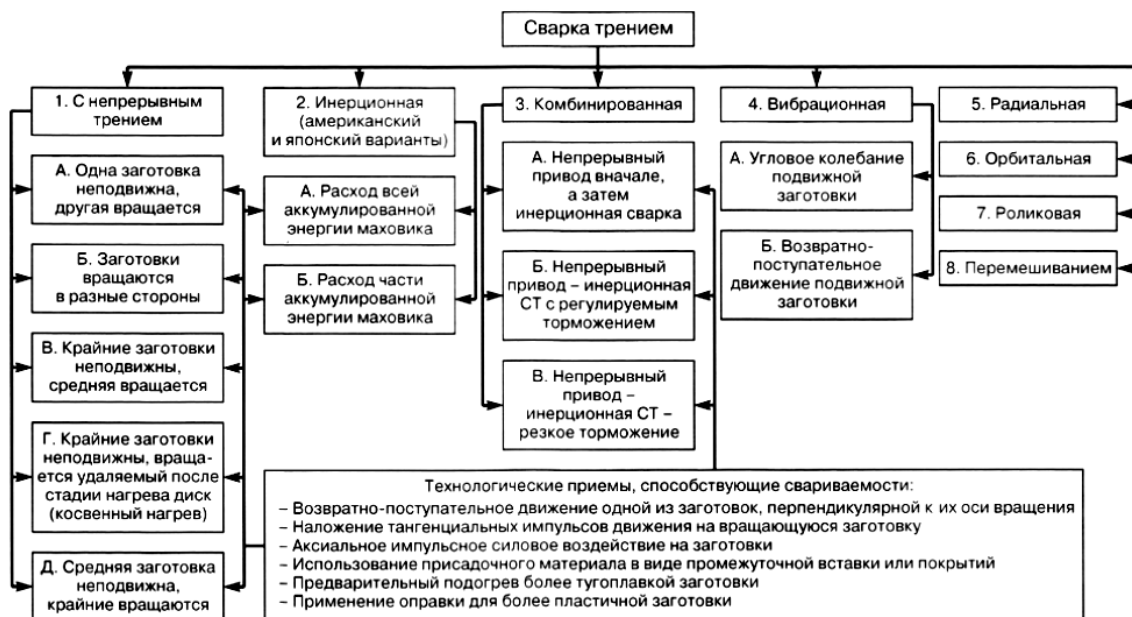 Сварка трением
1. С непрерывным
трением
А. Одна заготовка
неподвижна,
другая вращается
Б. Заготовки
вращаются
в разные стороны
В. Крайние заготовки
неподвижны,
средняя вращается
Г. Крайние заготовки
неподвижны, враща-
ется удаляемый после
стадии нагрева диск
(косвенный нагрев)
Д. Средняя заготовка
неподвижна,
крайние вращаются
2. Инерционная
(американский
и японский варианты)
А. Расход всей
аккумулированной
энергии маховика
Б. Расход части
аккумулированной
энергии маховика
3. Комбинированная
А. Непрерывный
привод вначале,
а затем
инерционная сварка
Б. Непрерывный
привод – инерционная
СТ с регулируемым
торможением
В. Непрерывный
привод –
инерционная СТ –
резкое торможение
4. Вибрационная
А. Угловое колебание
подвижной
заготовки
Б. Возвратно-
поступательное
движение подвижной
заготовки
5. Радиальная
6. Орбитальная
7. Роликовая
8. Перемешиванием
Технологические приемы, способствующие свариваемости:
– Возвратно-поступательное движение одной из заготовок, перпендикулярной к их оси вращения
– Наложение тангенциальных импульсов движения на вращающуюся заготовку
– Аксиальное импульсное силовое воздействие на заготовки
– Использование присадочного материала в виде промежуточной вставки или покрытий
– Предварительный подогрев более тугоплавкой заготовки
– Применение оправки для более пластичной заготовки